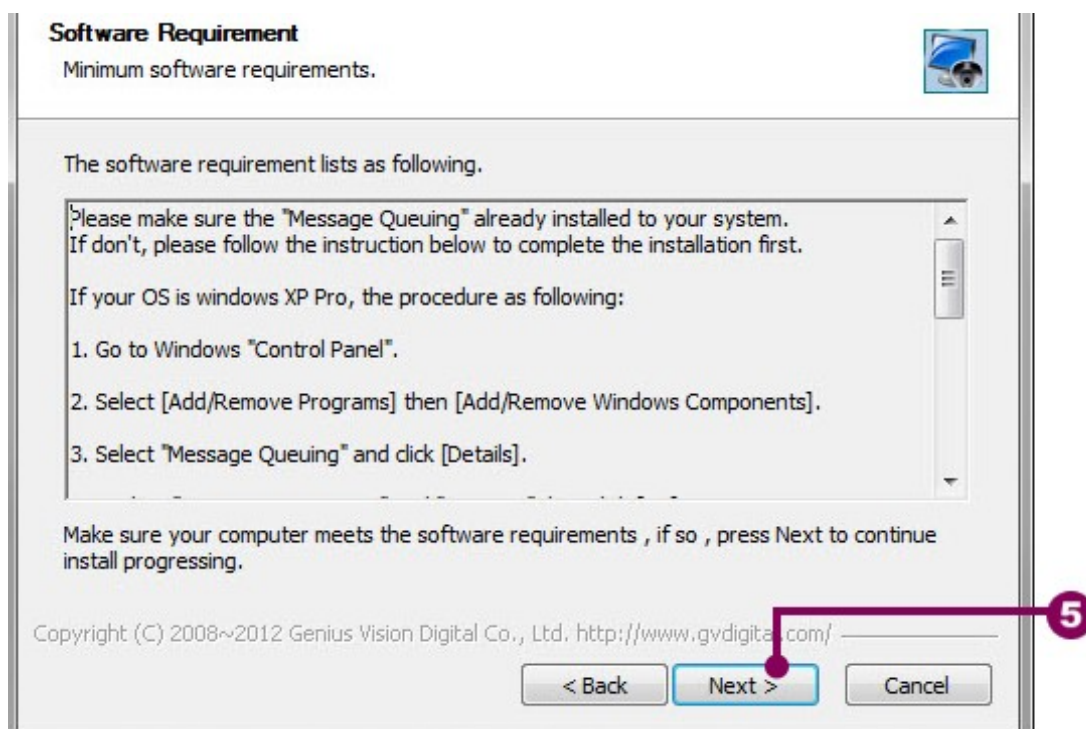 Software Requirement
Minimum software requirements.
The software requirement lists as following.
Please make sure the "Message Queuing" already installed to your system.
If don't, please follow the instruction below to complete the installation first.
If your OS is windows XP Pro, the procedure as following:
1. Go to Windows "Control Panel".
2. Select [Add/Remove Programs] then [Add/Remove Windows Components].
3. Select "Message Queuing" and click [Details].
Make sure your computer meets the software requirements , if so , press Next to continue
install progressing.
5
Copyright (C) 2008~2012 Genius Vision Digital Co., Ltd. http://www.gvdigital.com/
< Back Next > Cancel